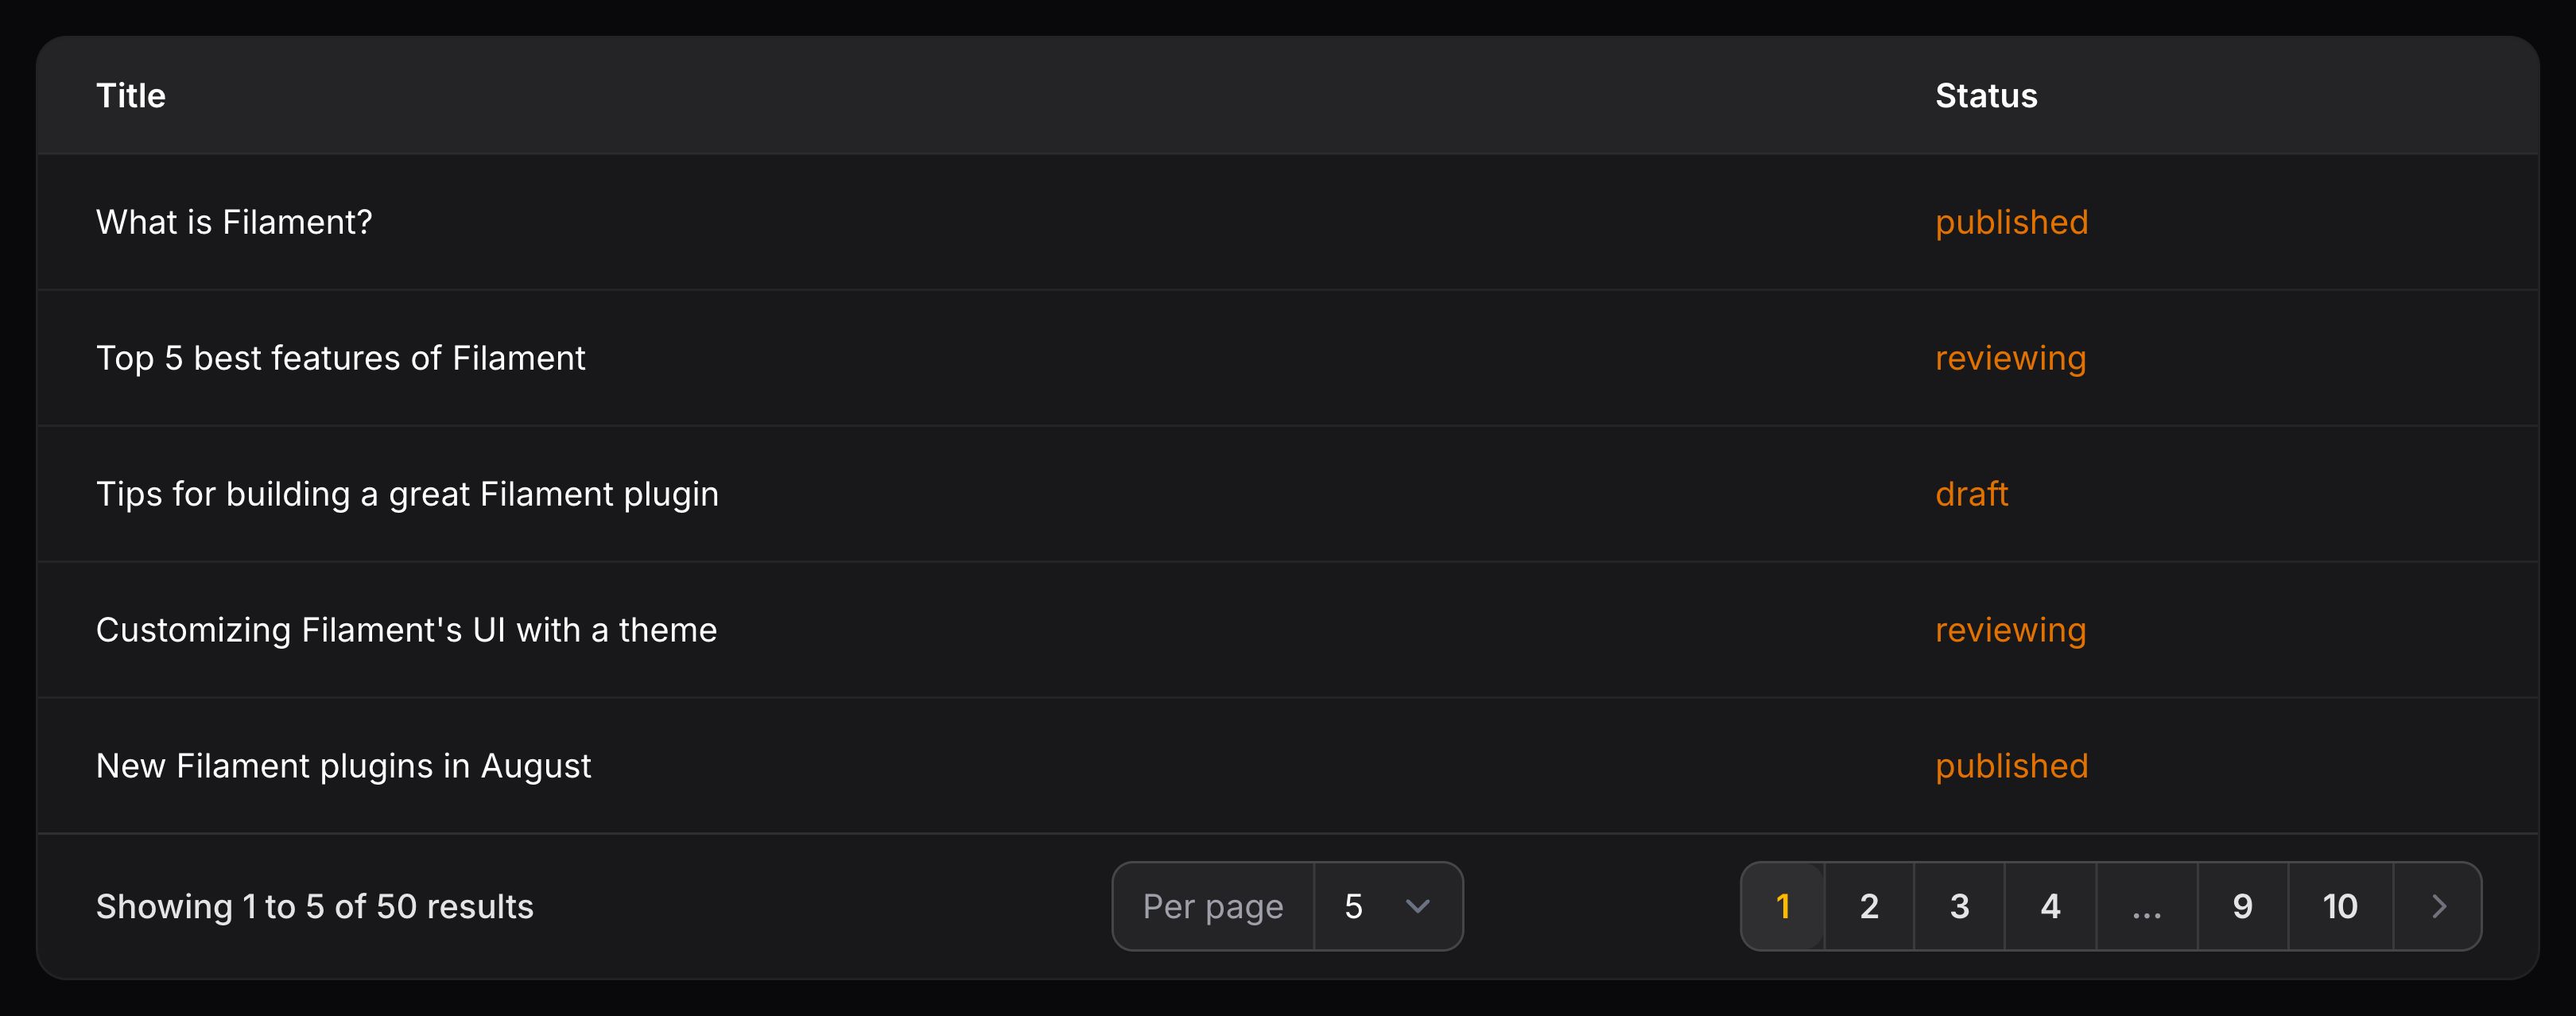 Title Status
What is Filament? published
Top 5 best features of Filament reviewing
Tips for building a great Filament plugin draft
Customizing Filament's UI with a theme reviewing
New Filament plugins in August published
Showing 1 to 5 of 50 results Per page 5 1 2 3 4 ... 9 10